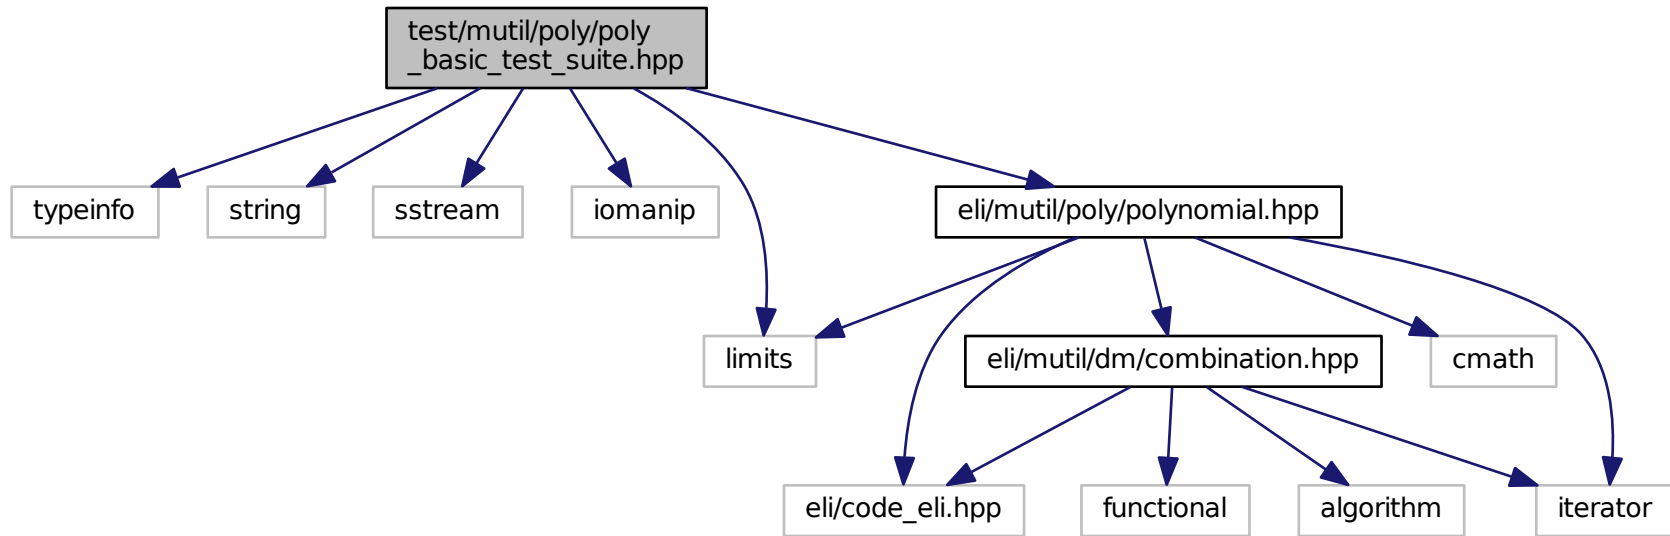 test/mutil/poly/poly
_basic_test_suite.hpp
typeinfo
string
sstream
iomanip
eli/mutil/poly/polynomial.hpp
limits
eli/mutil/dm/combination.hpp
cmath
eli/code_eli.hpp
functional
algorithm
iterator